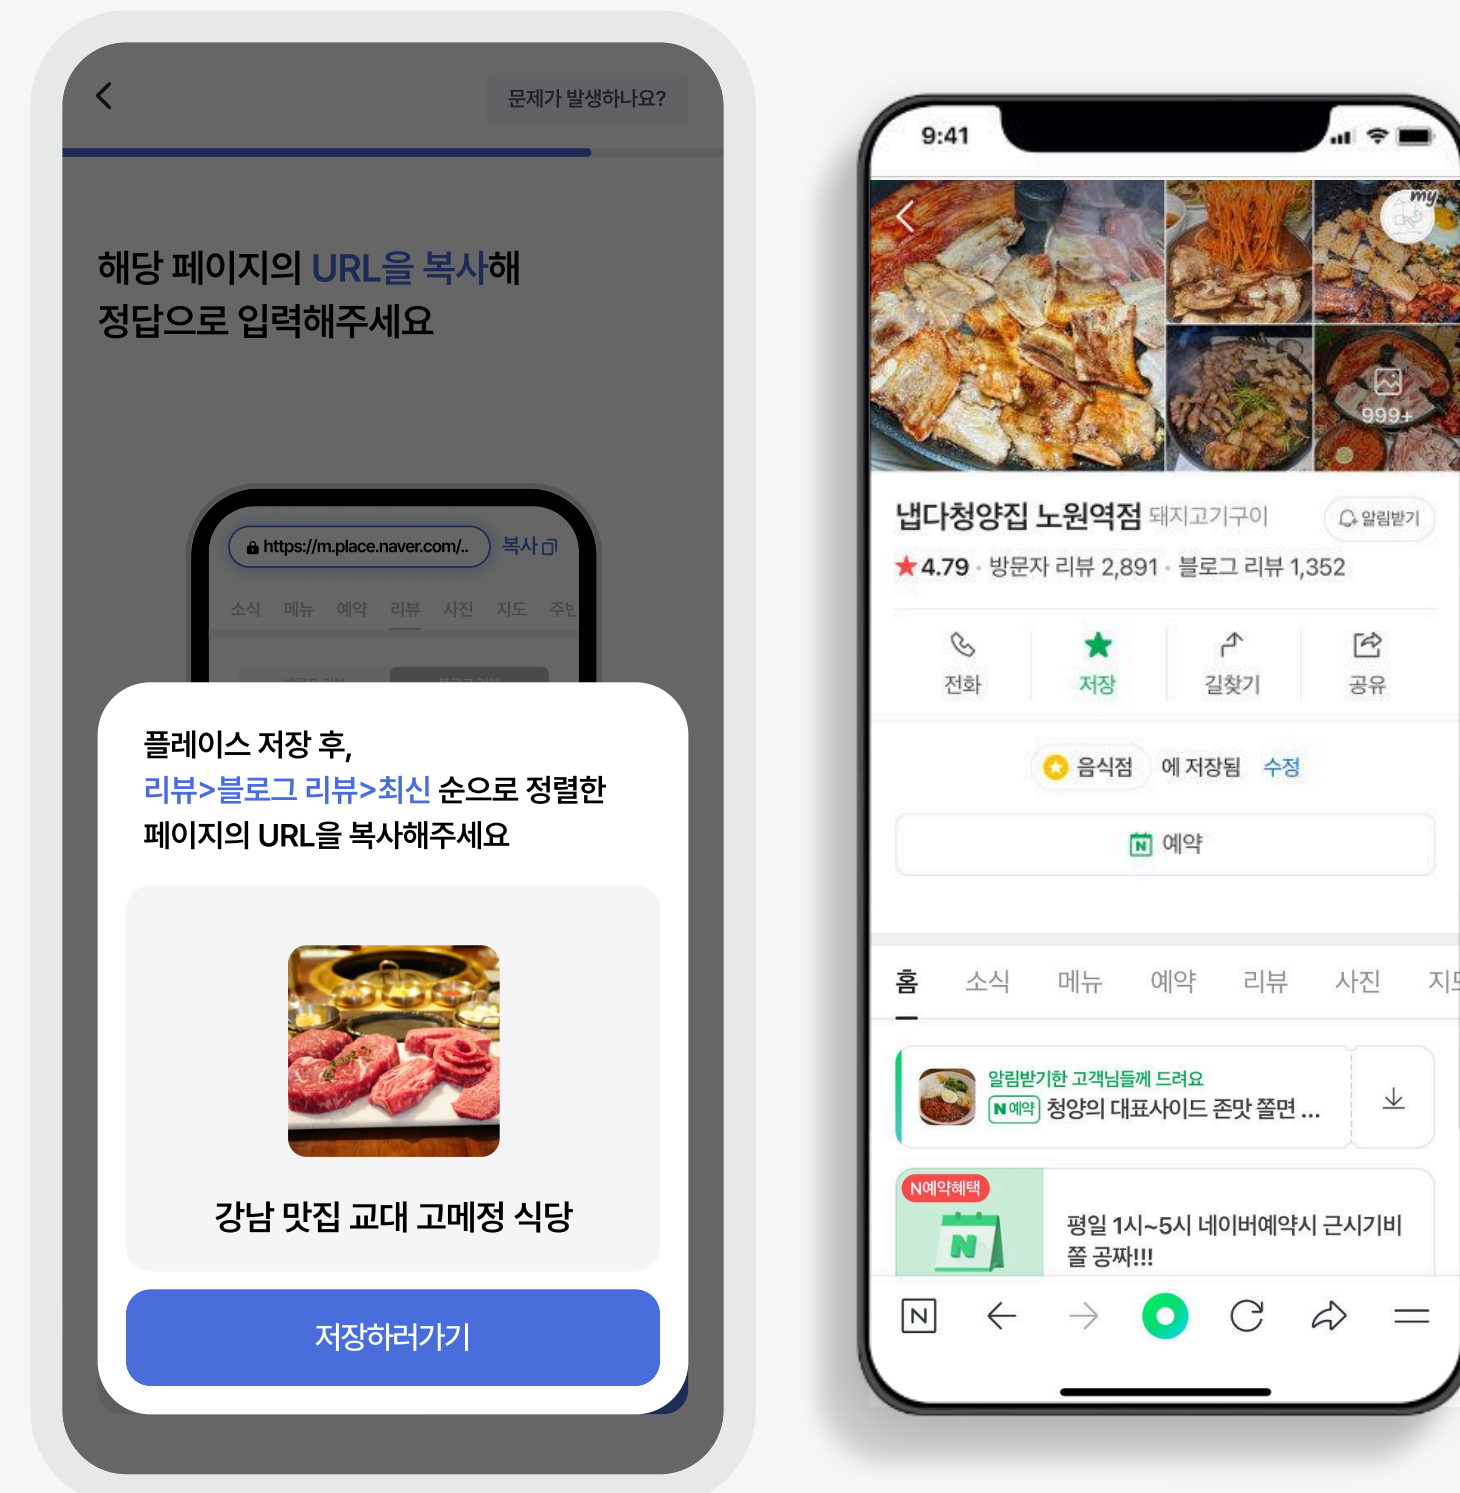 문제가 발생하나요?
해당 페이지의 URL을 복사해
정답으로 입력해주세요
https://m.place.naver.com/..
복사
소식 메뉴 예약 리뷰 사진 지도
플레이스 저장 후,
리뷰>블로그 리뷰>최신 순으로 정렬한
페이지의 URL을 복사해주세요
강남 맛집 교대 고메정 식당
저장하러가기
9:41
my
999+
냅다청양집 노원역점 돼지고기구이
알림받기
4.79 · 방문자 리뷰 2,891 · 블로그 리뷰 1,352
전화 저장 길찾기 공유
음식점 에 저장됨 수정
N 예약
홈 소식 메뉴 예약 리뷰 사진
알림받기한 고객님들께 드려요
N예약 청양의 대표사이드 존맛 쫄면 ...
N예약혜택
N
평일 1시~5시 네이버예약시 근시기비
쫄 공짜!!!
N